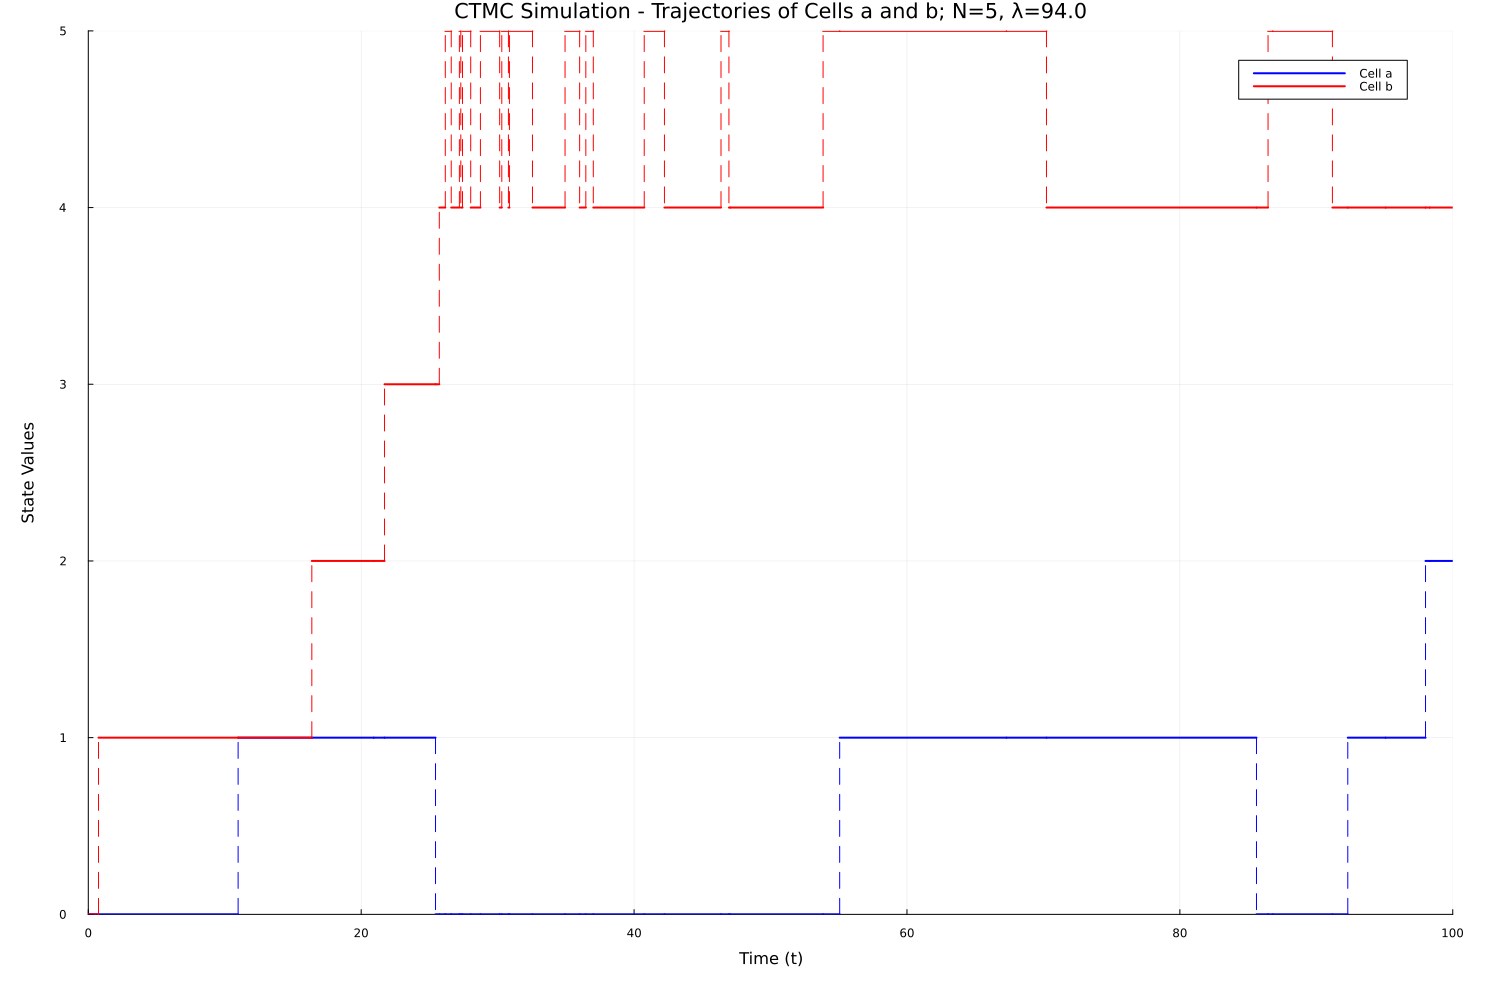 CTMC Simulation - Trajectories of Cells a and b; N=5, λ=94.0
5
Cell a
Cell b
4
3
State Values
2
1
0
0 20 40 60 80 100
Time (t)